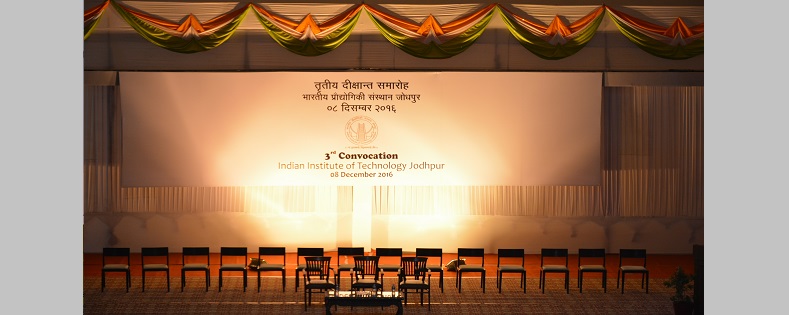 तृतीय दीक्षान्त समारोह
भारतीय प्रौद्योगिकी संस्थान जोधपुर
०८ दिसम्बर २०१६
3rd Convocation
Indian Institute of Technology Jodhpur
08 December 2016